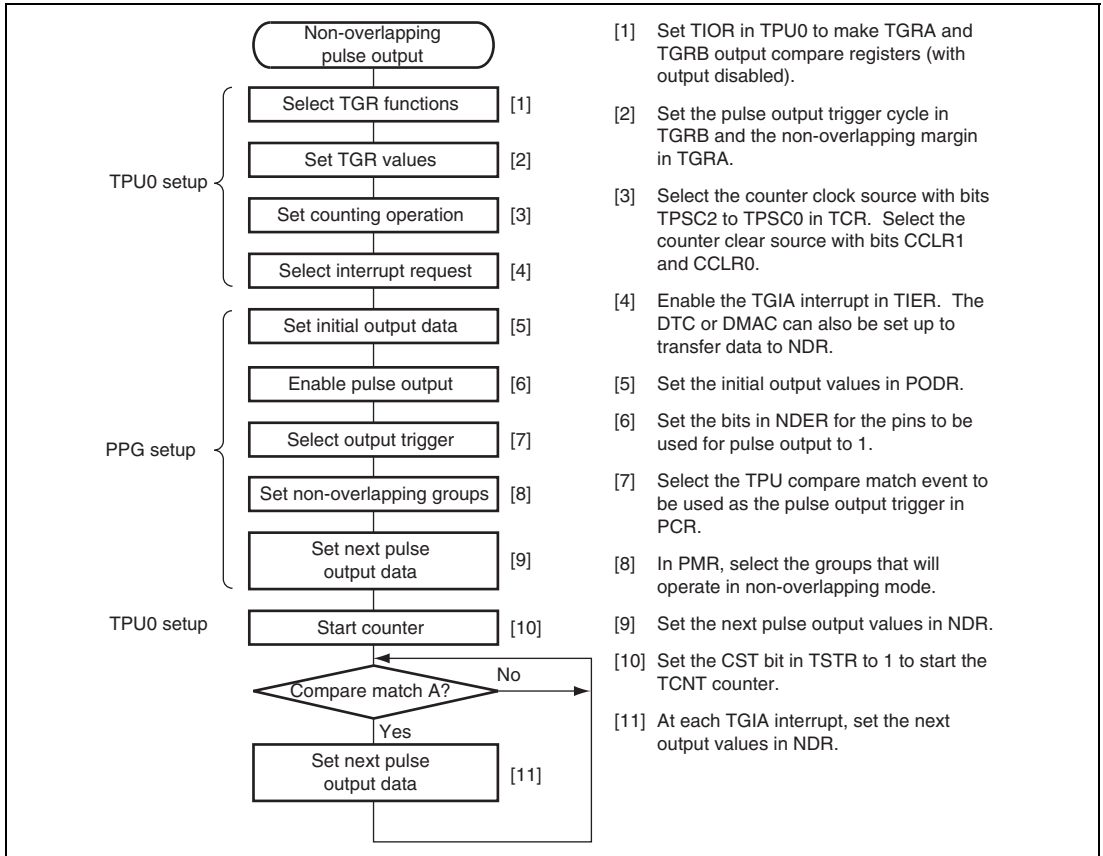 Non-overlapping
pulse output
TPU0 setup
Select TGR functions [1]
Set TGR values [2]
Set counting operation [3]
Select interrupt request [4]
PPG setup
Set initial output data [5]
Enable pulse output [6]
Select output trigger [7]
Set non-overlapping groups [8]
Set next pulse
output data [9]
TPU0 setup
Start counter [10]
Compare match A?
No
Yes
Set next pulse
output data [11]
[1] Set TIOR in TPU0 to make TGRA and
TGRB output compare registers (with
output disabled).
[2] Set the pulse output trigger cycle in
TGRB and the non-overlapping margin
in TGRA.
[3] Select the counter clock source with bits
TPSC2 to TPSC0 in TCR. Select the
counter clear source with bits CCLR1
and CCLR0.
[4] Enable the TGIA interrupt in TIER. The
DTC or DMAC can also be set up to
transfer data to NDR.
[5] Set the initial output values in PODR.
[6] Set the bits in NDER for the pins to be
used for pulse output to 1.
[7] Select the TPU compare match event to
be used as the pulse output trigger in
PCR.
[8] In PMR, select the groups that will
operate in non-overlapping mode.
[9] Set the next pulse output values in NDR.
[10] Set the CST bit in TSTR to 1 to start the
TCNT counter.
[11] At each TGIA interrupt, set the next
output values in NDR.